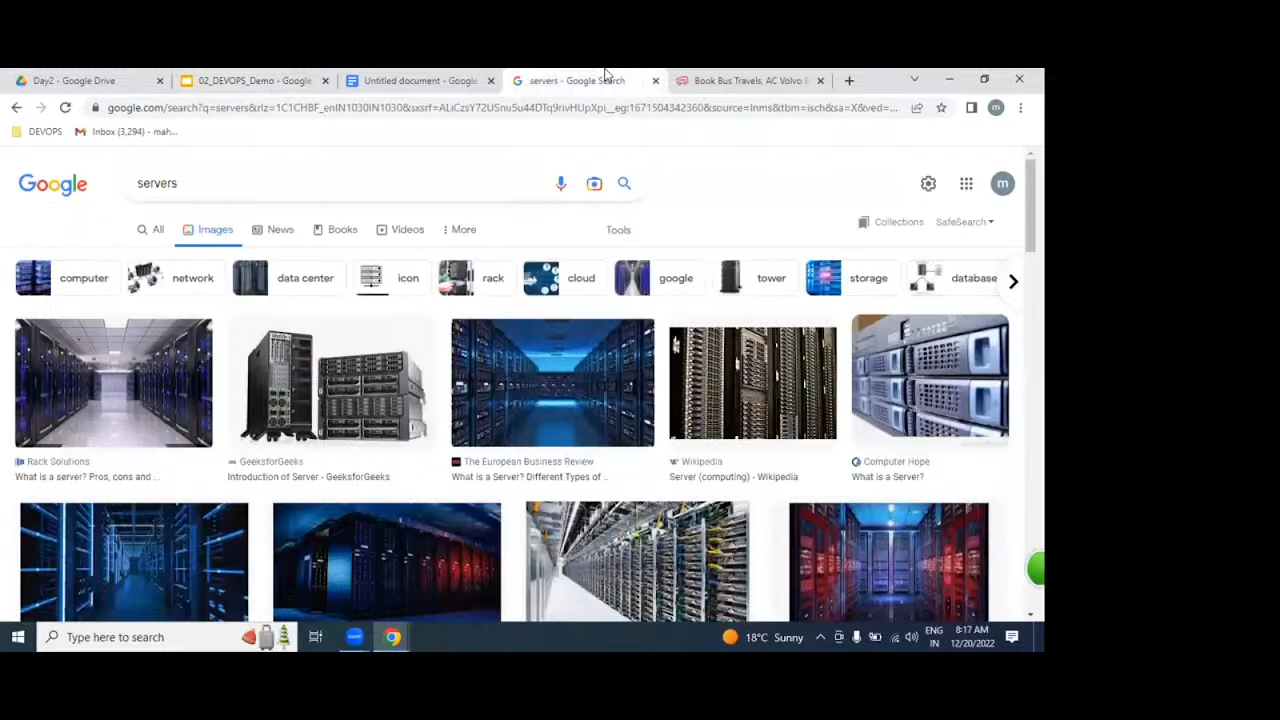 Day2 - Google Drive
02_DEVOPS_Demo - Google
Untitled document - Google
servers - Google Search
Book Bus Travels, AC Volvo
google.com/search?q=servers&rlz=1C1CHBF_enIN1030IN1030&sxsrf=ALiCzsY72USnu5u44DTq9rivHUpXpi__eg:1671504342360&source=lnms&tbm=isch&sa=X&ved=...
DEVOPS
Inbox (3,294) - mah...
Google
servers
m
All
Images
News
Books
Videos
More
Tools
Collections
SafeSearch
computer
network
data center
icon
rack
cloud
google
tower
storage
database
Rack Solutions
What is a server? Pros, cons and ...
GeeksforGeeks
Introduction of Server - GeeksforGeeks
The European Business Review
What is a Server? Different Types of ..
Wikipedia
Server (computing) - Wikipedia
Computer Hope
What is a Server?
Type here to search
18°C Sunny
ENG
IN
8:17 AM
12/20/2022